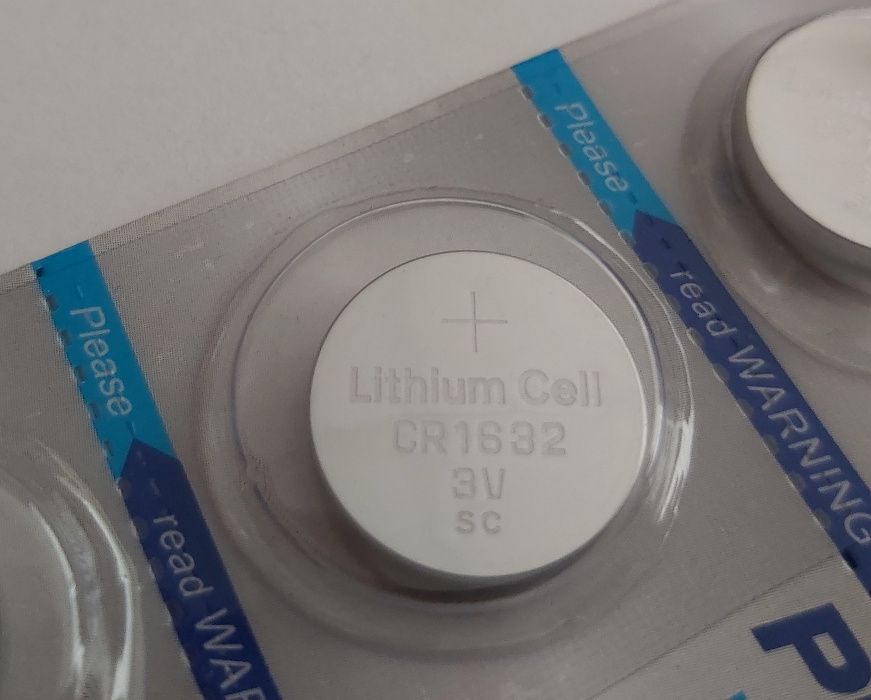 Please
read WARNING
+
Lithium Cell
CR1632
3V
SC
Please
read WAR
P